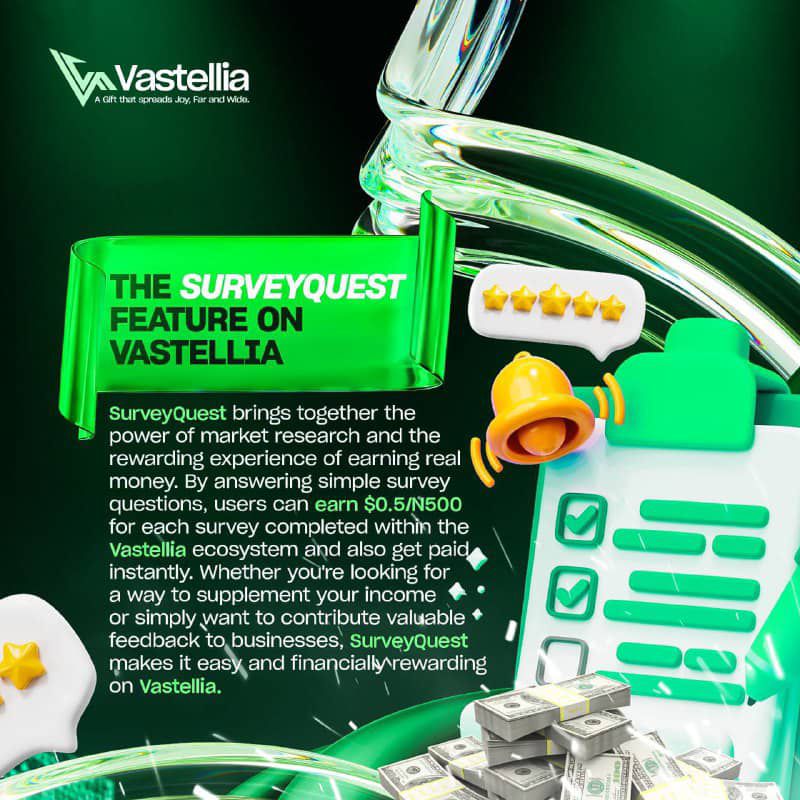 Vastellia
A Gift that spreads Joy, Far and Wide.
THE SURVEYQUEST
FEATURE ON
VASTELLIA
SurveyQuest brings together the
power of market research and the
rewarding experience of earning real
money. By answering simple survey
questions, users can earn $0.5/₦500
for each survey completed within the
Vastellia ecosystem and also get paid
instantly. Whether you're looking for
a way to supplement your income
or simply want to contribute valuable
feedback to businesses, SurveyQuest
makes it easy and financially rewarding
on Vastellia.